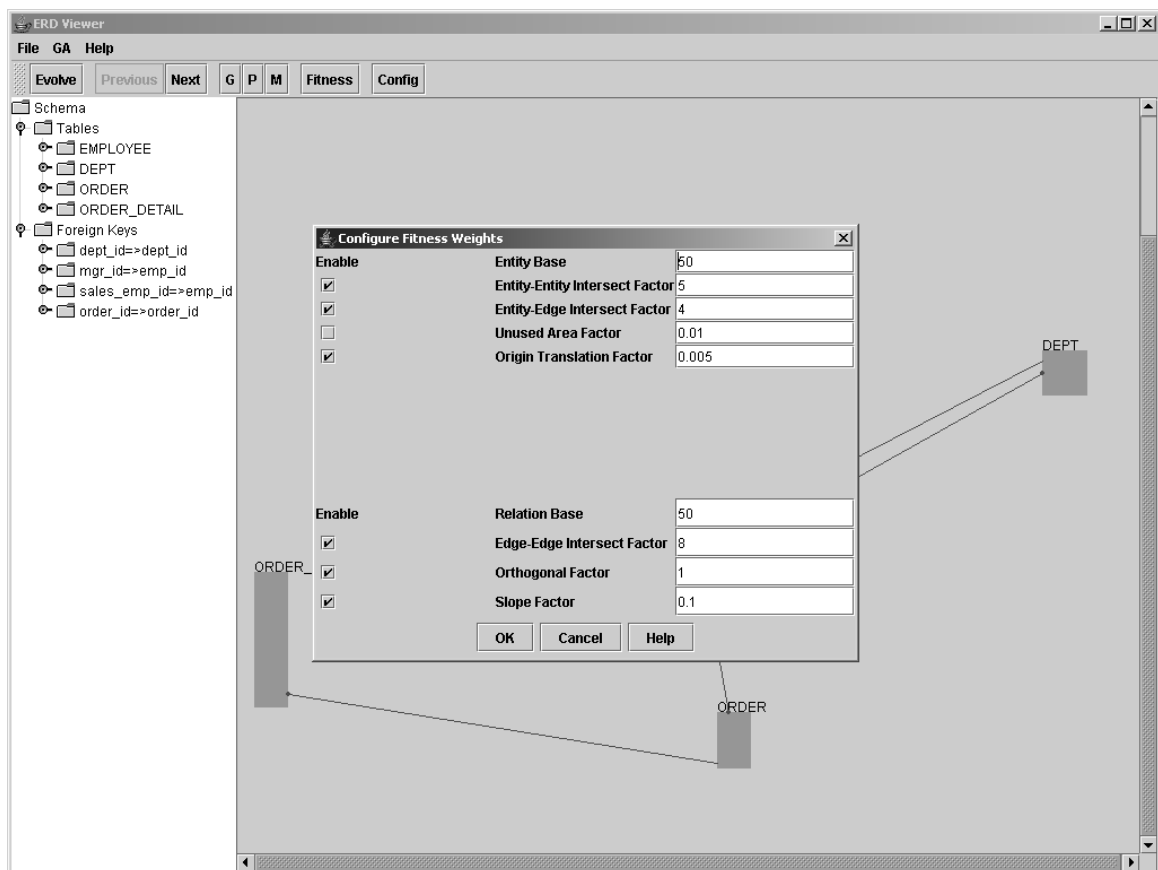 ERD Viewer
File GA Help
Evolve Previous Next G P M Fitness Config
Schema
Tables
EMPLOYEE
DEPT
ORDER
ORDER_DETAIL
Foreign Keys
dept_id=>dept_id
mgr_id=>emp_id
sales_emp_id=>emp_id
order_id=>order_id
Configure Fitness Weights
Enable Entity Base 50
Entity-Entity Intersect Factor 5
Entity-Edge Intersect Factor 4
Unused Area Factor 0.01
Origin Translation Factor 0.005
Enable Relation Base 50
Edge-Edge Intersect Factor 8
Orthogonal Factor 1
Slope Factor 0.1
OK Cancel Help
DEPT
ORDER_
ORDER